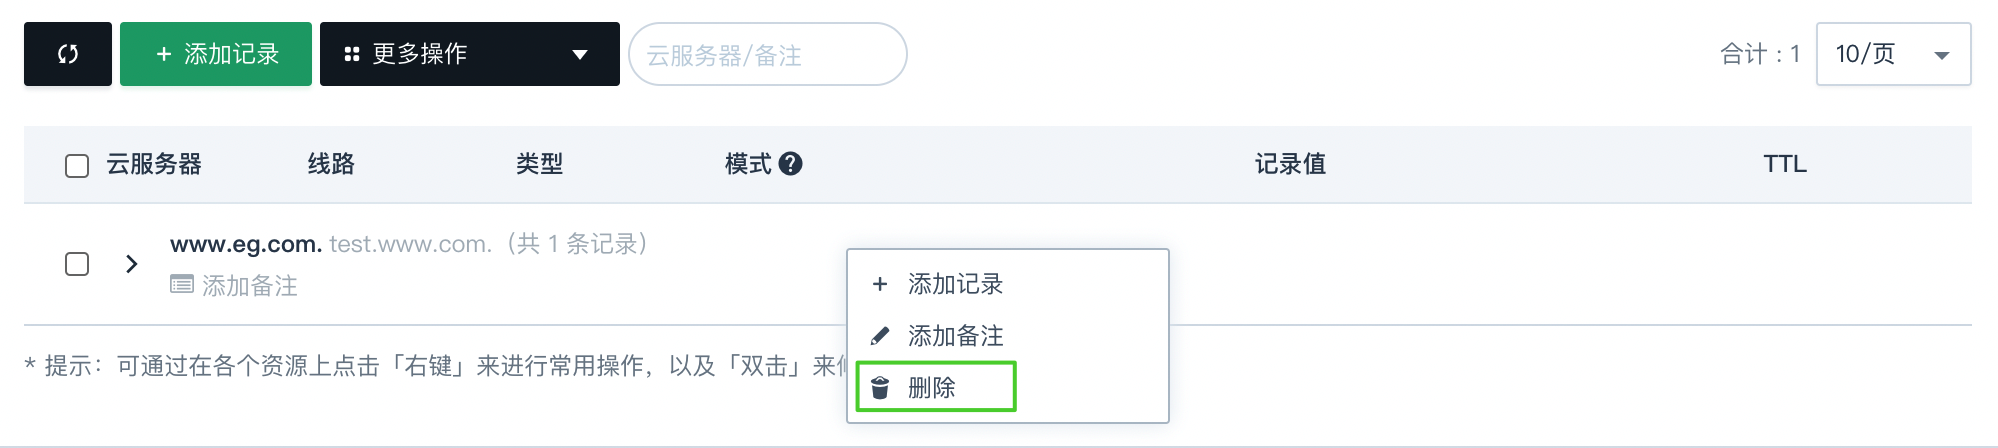 添加记录 更多操作 云服务器/备注 合计：1 10/页
云服务器 线路 类型 模式 记录值 TTL
www.eg.com. test.www.com.（共 1 条记录）
添加备注
添加记录
添加备注
* 提示：可通过在各个资源上点击「右键」来进行常用操作，以及「双击」来
删除